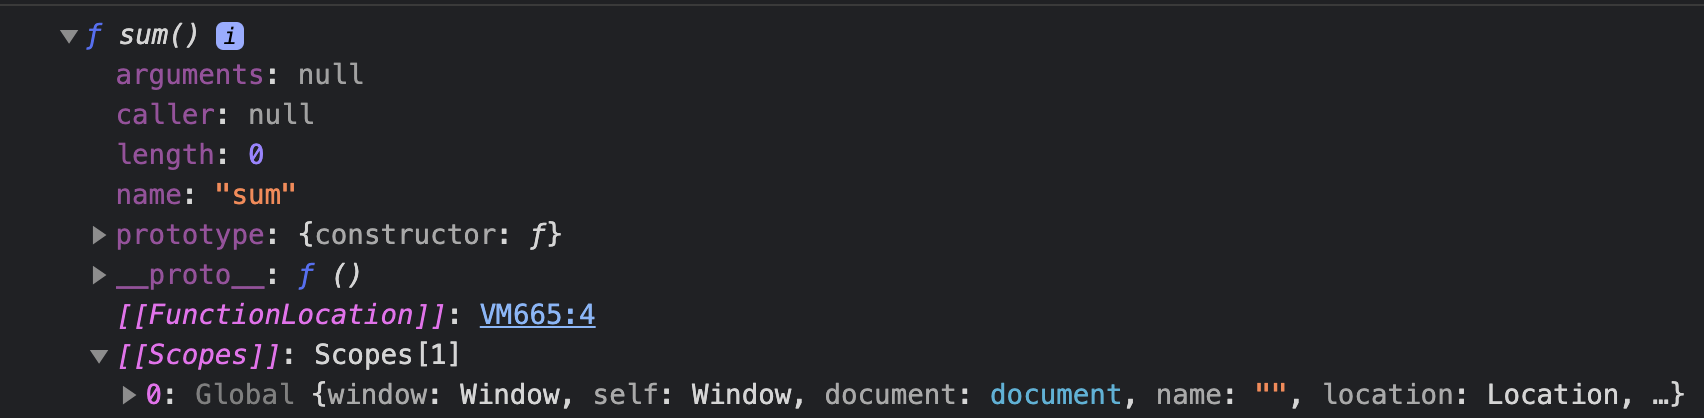 ▼ƒ sum() i
arguments: null
caller: null
length: 0
name: "sum"
▶prototype: {constructor: ƒ}
▶__proto__: ƒ ()
[[FunctionLocation]]: VM665:4
▼[[Scopes]]: Scopes[1]
▶0: Global {window: Window, self: Window, document: document, name: "", location: Location, …}